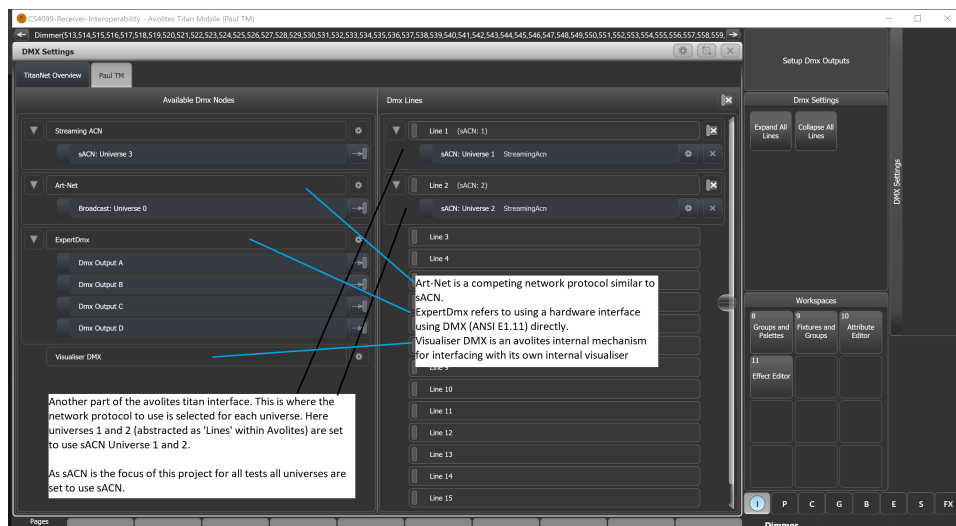 CS4099-Receiver-Interoperability - Avolites Titan Mobile (Paul TM)
Dimmer(513,514,515,516,517,518,519,520,521,522,523,524,525,526,527,528,529,530,531,532,533,534,535,536,537,538,539,540,541,542,543,544,545,546,547,548,549,550,551,552,553,554,555,556,557,558,559,
DMX Settings
TitanNet Overview
Paul TM
Available Dmx Nodes
Streaming ACN
sACN: Universe 3
Art-Net
Broadcast: Universe 0
ExpertDmx
Dmx Output A
Dmx Output B
Dmx Output C
Dmx Output D
Visualiser DMX
Dmx Lines
Line 1 (sACN: 1)
sACN: Universe 1 StreamingAcn
Line 2 (sACN: 2)
sACN: Universe 2 StreamingAcn
Line 3
Line 4
Art-Net is a competing network protocol similar to
sACN.
ExpertDmx refers to using a hardware interface
using DMX (ANSI E1.11) directly.
Visualiser DMX is an avolites internal mechanism
for interfacing with its own internal visualiser
Line 9
Line 10
Line 11
Line 12
Line 13
Line 14
Line 15
Another part of the avolites titan interface. This is where the
network protocol to use is selected for each universe. Here
universes 1 and 2 (abstracted as 'Lines' within Avolites) are set
to use sACN Universe 1 and 2.
As sACN is the focus of this project for all tests all universes are
set to use sACN.
Setup Dmx Outputs
Dmx Settings
Expand All
Lines
Collapse All
Lines
DMX Settings
Workspaces
8
Groups and
Palettes
9
Fixtures and
Groups
10
Attribute
Editor
11
Effect Editor
I P C G B E S FX
Pages
Dimmer